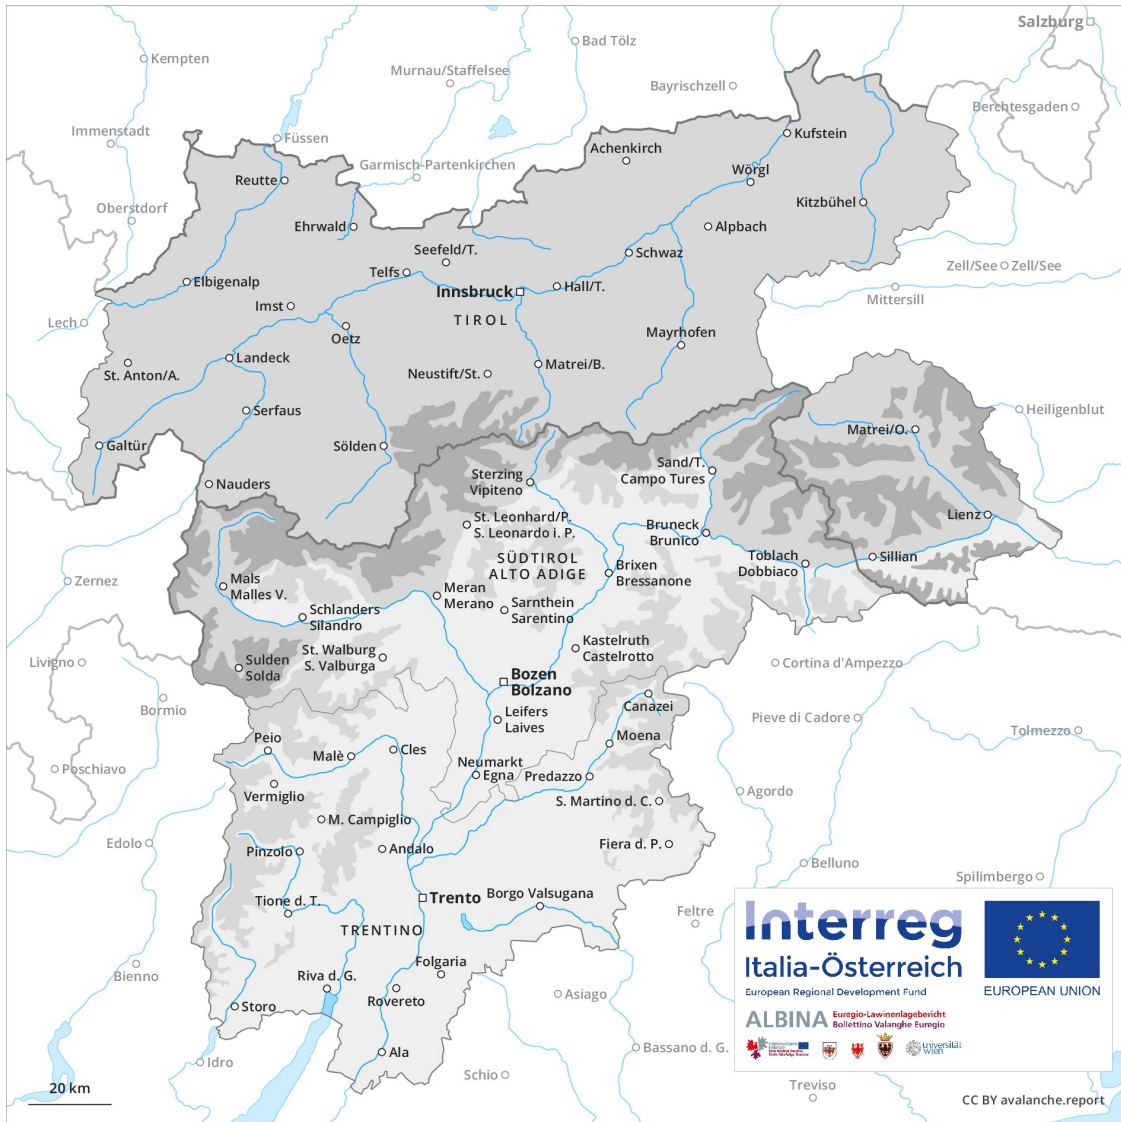 Salzburg
Bad Tölz
Kempten
Murnau/Staffelsee
Bayrischzell
Berchtesgaden
Immenstadt
Füssen
Kufstein
Achenkirch
Garmisch-Partenkirchen
Wörgl
Reutte
Oberstdorf
Kitzbühel
Ehrwald
Alpbach
Seefeld/T.
Schwaz
Telfs
Zell/See
Zell/See
Elbigenalp
Innsbruck
Hall/T.
Mittersill
Imst
TIROL
Lech
Oetz
Mayrhofen
Landeck
Matrei/B.
St. Anton/A.
Neustift/St.
Serfaus
Heiligenblut
Matrei/O.
Galtür
Sölden
Sand/T.
Campo Tures
Sterzing
Vipiteno
Nauders
St. Leonhard/P.
S. Leonardo i. P.
Lienz
Bruneck
Brunico
SÜDTIROL
ALTO ADIGE
Toblach
Dobbiaco
Sillian
Brixen
Bressanone
Zernez
Mals
Malles V.
Meran
Merano
Sarnthein
Sarentino
Schlanders
Silandro
Kastelruth
Castelrotto
St. Walburg
S. Valburga
Livigno
Sulden
Solda
Cortina d'Ampezzo
Bozen
Bolzano
Bormio
Canazei
Leifers
Laives
Pieve di Cadore
Tolmezzo
Peio
Moena
Cles
Malè
Poschiavo
Neumarkt
Egna
Predazzo
Vermiglio
Agordo
S. Martino d. C.
M. Campiglio
Edolo
Pinzolo
Andalo
Fiera d. P.
Belluno
Spilimbergo
Trento
Borgo Valsugana
Tione d. T.
Feltre
TRENTINO
Interreg
Italia-Österreich
European Regional Development Fund
EUROPEAN UNION
Folgaria
Bienno
Riva d. G.
Rovereto
Asiago
Storo
ALBINA
Euregio-Lawinenlagebericht
Bollettino Valanghe Euregio
universität
wien
Ala
Bassano d. G.
Idro
Schio
Treviso
20 km
CC BY avalanche.report